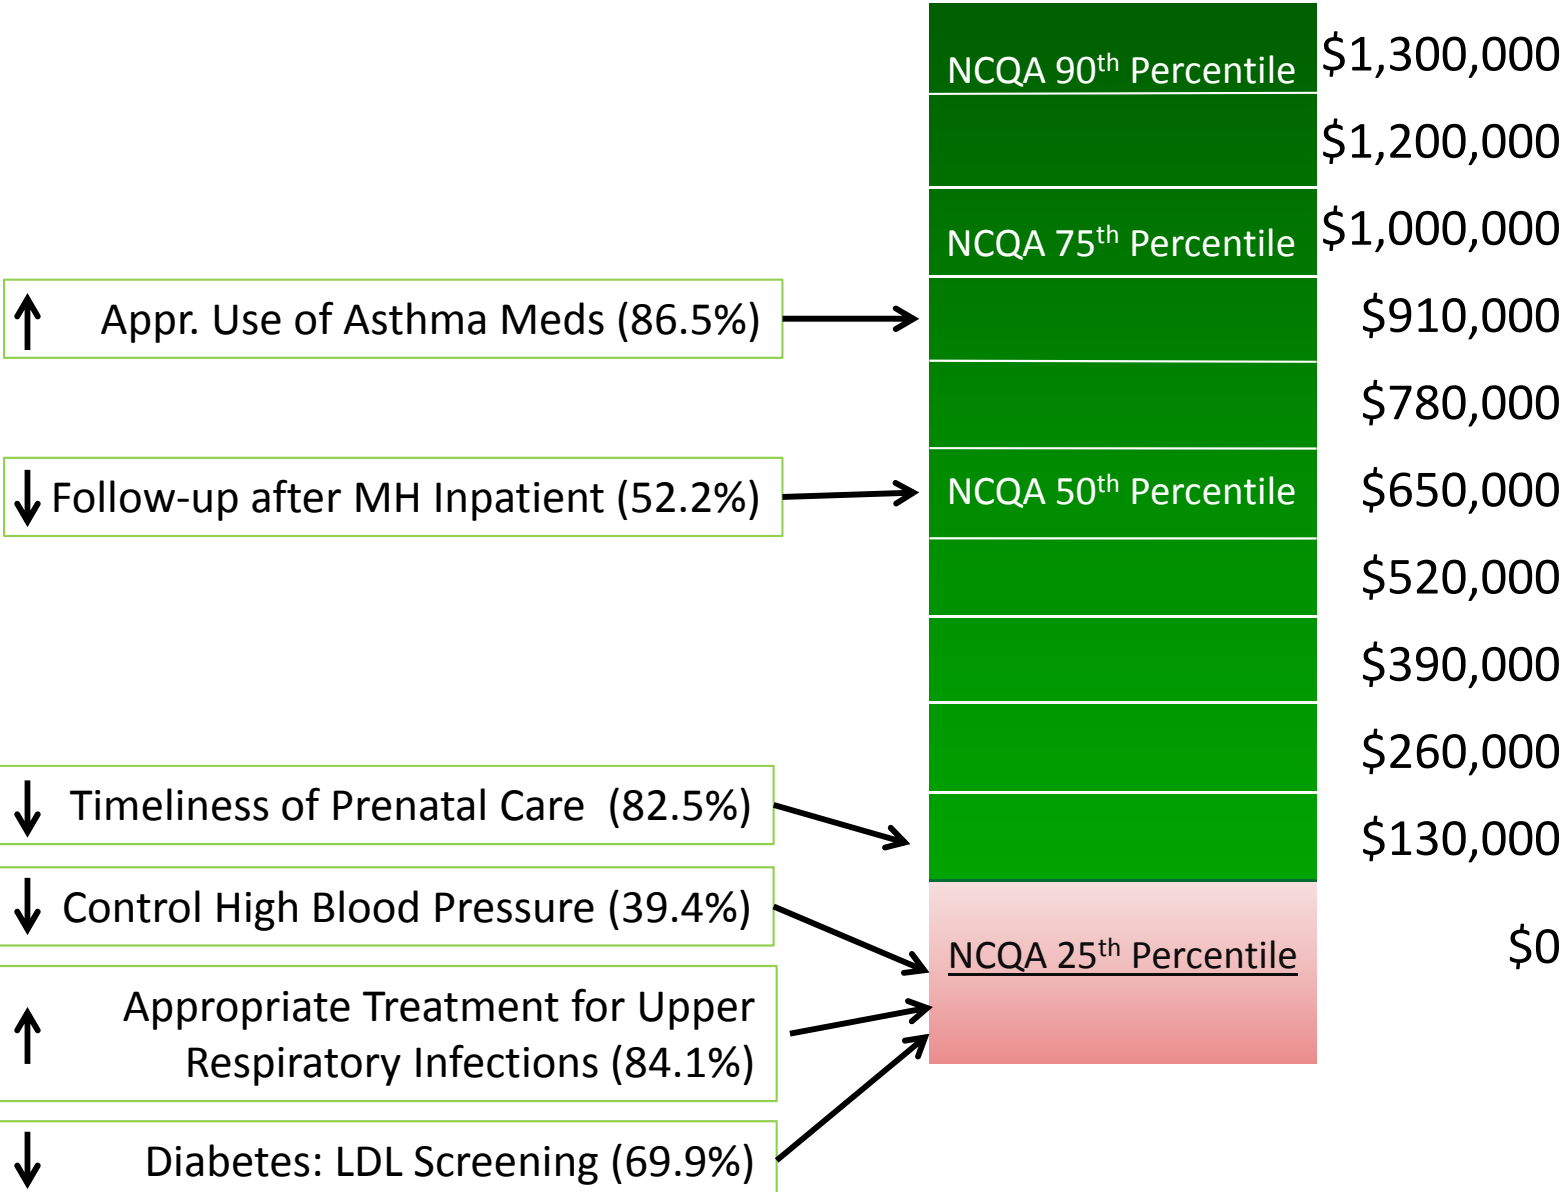 NCQA 90th Percentile $1,300,000
$1,200,000
NCQA 75th Percentile $1,000,000
↑ Appr. Use of Asthma Meds (86.5%) $910,000
$780,000
↓ Follow-up after MH Inpatient (52.2%) NCQA 50th Percentile $650,000
$520,000
$390,000
$260,000
↓ Timeliness of Prenatal Care (82.5%)
$130,000
↓ Control High Blood Pressure (39.4%)
NCQA 25th Percentile $0
↑ Appropriate Treatment for Upper
Respiratory Infections (84.1%)
↓ Diabetes: LDL Screening (69.9%)